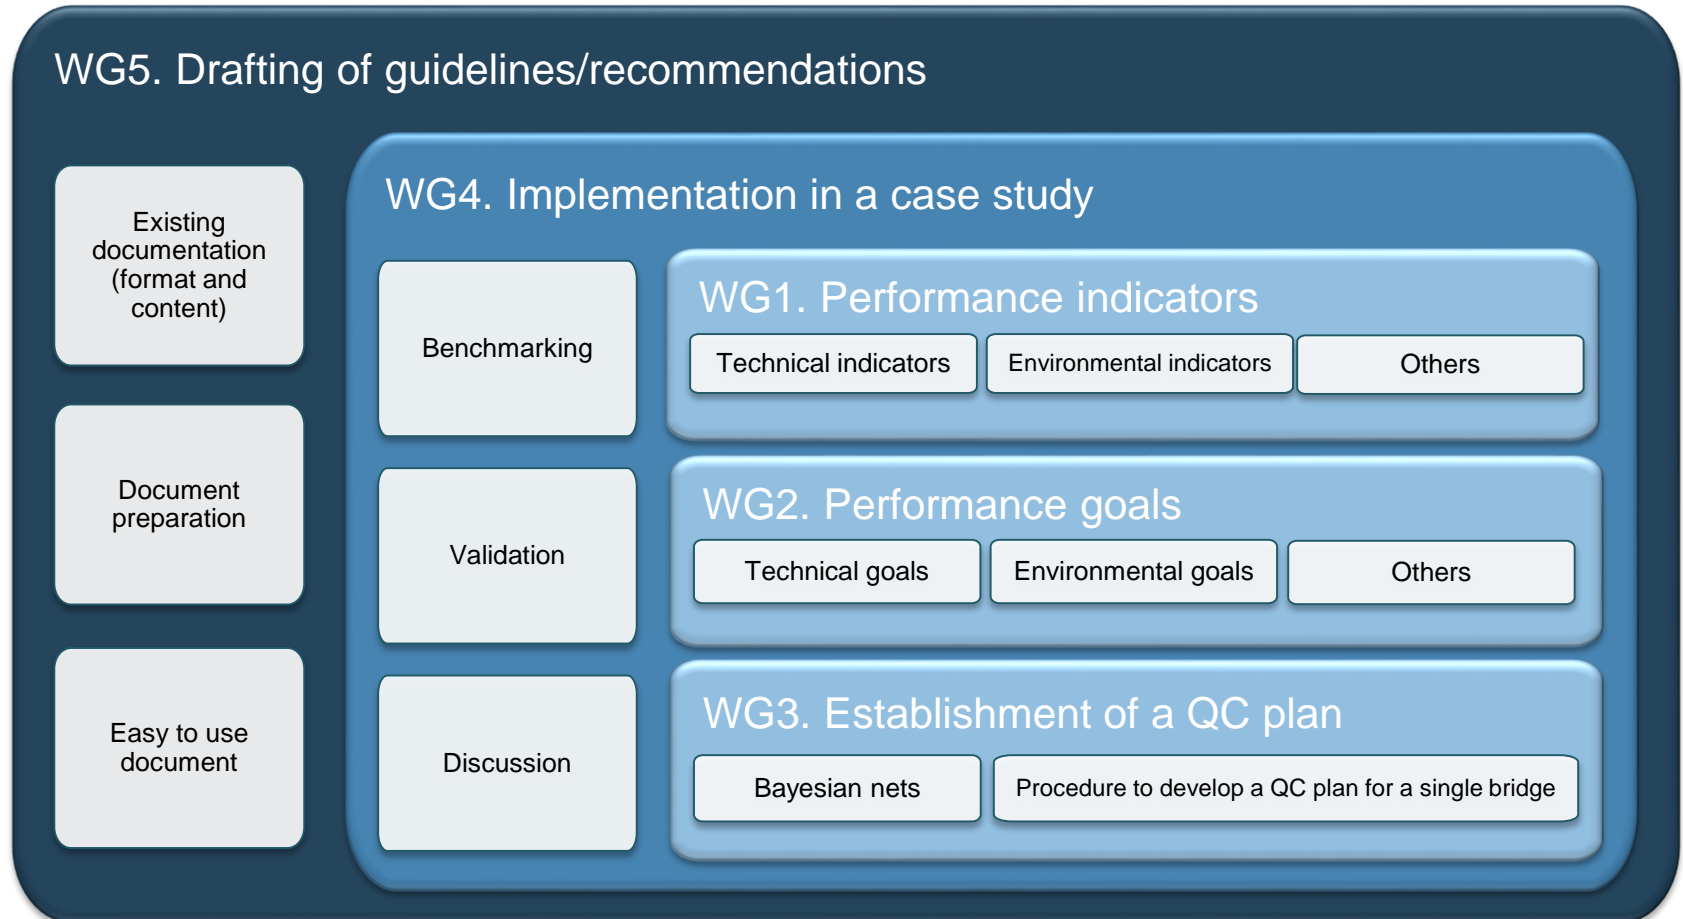 WG5. Drafting of guidelines/recommendations
Existing
documentation
(format and
content)
Document
preparation
Easy to use
document
WG4. Implementation in a case study
Benchmarking
Validation
Discussion
WG1. Performance indicators
Technical indicators
Environmental indicators
Others
WG2. Performance goals
Technical goals
Environmental goals
Others
WG3. Establishment of a QC plan
Bayesian nets
Procedure to develop a QC plan for a single bridge